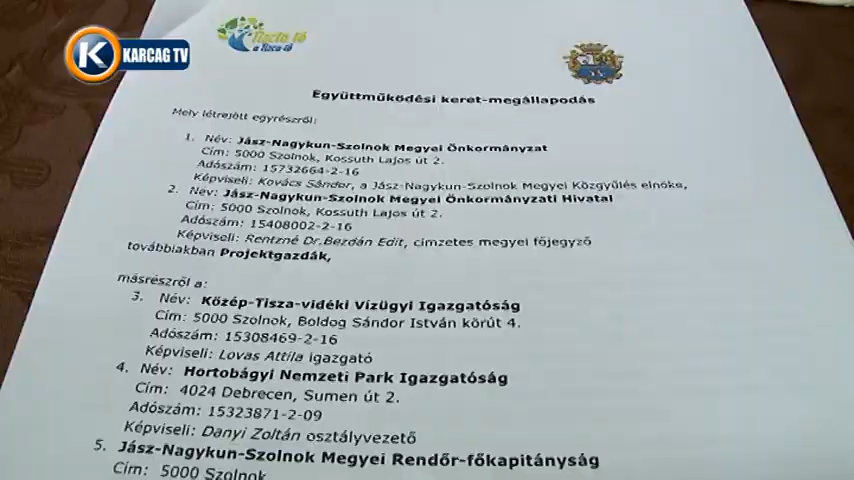 K KARCAG TV
Tisza-tó
a Tisza-tó
Együttműködési keret-megállapodás
Mely létrejött egyrészről:
1. Név: Jász-Nagykun-Szolnok Megyei Önkormányzat
Cím: 5000 Szolnok, Kossuth Lajos út 2.
Adószám: 15732664-2-16
Képviseli: Kovács Sándor, a Jász-Nagykun-Szolnok Megyei Közgyűlés elnöke,
2. Név: Jász-Nagykun-Szolnok Megyei Önkormányzati Hivatal
Cím: 5000 Szolnok, Kossuth Lajos út 2.
Adószám: 15408002-2-16
Képviseli: Rentzné Dr.Bezdán Edit, címzetes megyei főjegyző
továbbiakban Projektgazdák,
másrészről a:
3. Név: Közép-Tisza-vidéki Vízügyi Igazgatóság
Cím: 5000 Szolnok, Boldog Sándor István körút 4.
Adószám: 15308469-2-16
Képviseli: Lovas Attila igazgató
4. Név: Hortobágyi Nemzeti Park Igazgatóság
Cím: 4024 Debrecen, Sumen út 2.
Adószám: 15323871-2-09
Képviseli: Danyi Zoltán osztályvezető
5. Jász-Nagykun-Szolnok Megyei Rendőr-főkapitányság
Cím: 5000 Szolnok